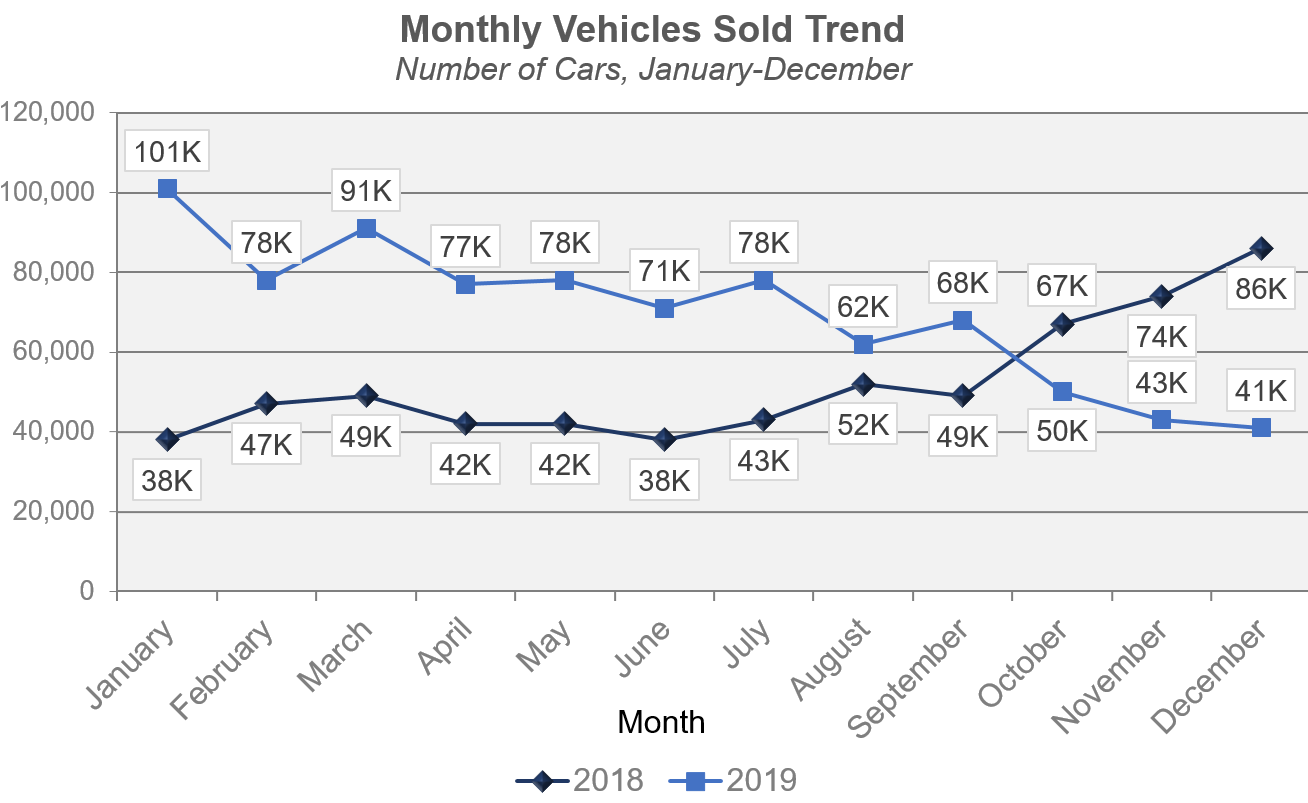 Monthly Vehicles Sold Trend
Number of Cars, January-December
120,000
100,000
80,000
60,000
40,000
20,000
0
101K
78K
91K
77K
78K
71K
78K
62K
68K
67K
74K
86K
38K
47K
49K
42K
42K
38K
43K
52K
49K
50K
43K
41K
January
February
March
April
May
June
July
August
September
October
November
December
Month
2018
2019